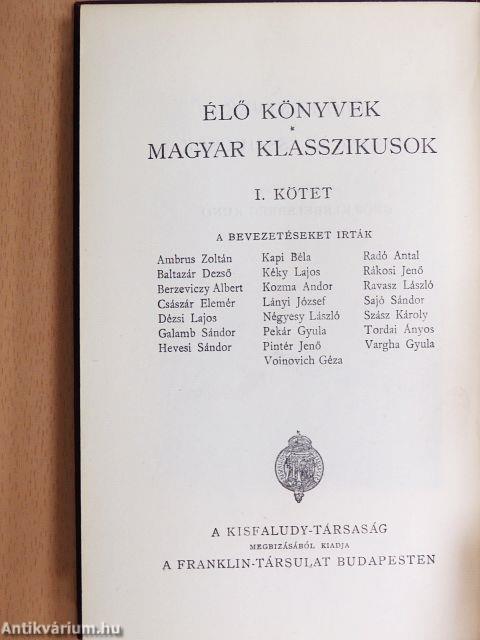 ÉLŐ KÖNYVEK
MAGYAR KLASSZIKUSOK
I. KÖTET
A BEVEZETÉSEKET IRTÁK
Ambrus Zoltán
Baltazár Dezső
Berzeviczy Albert
Császár Elemér
Dézsi Lajos
Galamb Sándor
Hevesi Sándor
Kapi Béla
Kéky Lajos
Kozma Andor
Lányi József
Négyesy László
Pekár Gyula
Pintér Jenő
Voinovich Géza
Radó Antal
Rákosi Jenő
Ravasz László
Sajó Sándor
Szász Károly
Tordai Ányos
Vargha Gyula
A KISFALUDY-TÁRSASÁG
MEGBIZÁSÁBÓL KIADJA
A FRANKLIN-TÁRSULAT BUDAPESTEN
Antikvárium.hu